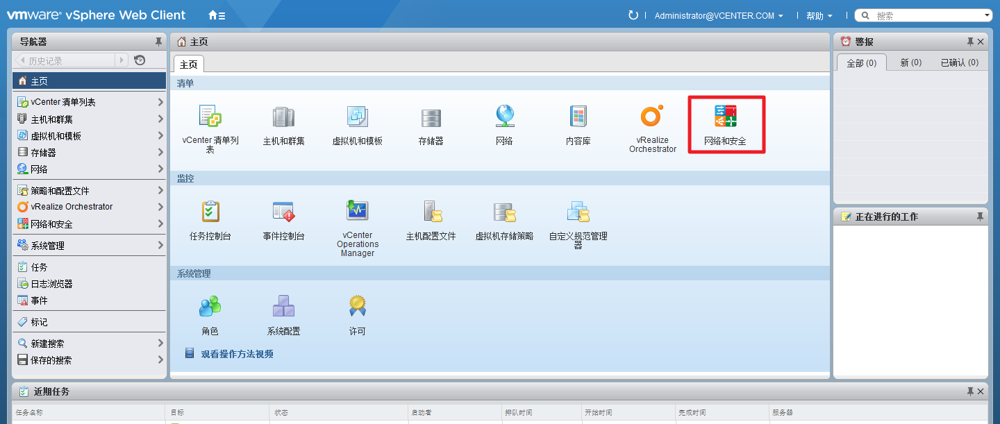 vmware® vSphere Web Client
Administrator@VCENTER.COM
帮助
搜索
导航器
历史记录
主页
vCenter 清单列表
主机和群集
虚拟机和模板
存储器
网络
策略和配置文件
vRealize Orchestrator
网络和安全
系统管理
任务
日志浏览器
事件
标记
新建搜索
保存的搜索
主页
主页
清单
vCenter 清单列
表
主机和群集
虚拟机和模板
存储器
网络
内容库
vRealize
Orchestrator
网络和安全
监控
任务控制台
事件控制台
vCenter
Operations
Manager
主机配置文件
虚拟机存储策略
自定义规范管理
器
系统管理
角色
系统配置
许可
观看操作方法视频
警报
全部 (0)
新 (0)
已确认 (0)
正在进行的工作
近期任务
任务名称
目标
状态
启动者
排队时间
开始时间
完成时间
服务器